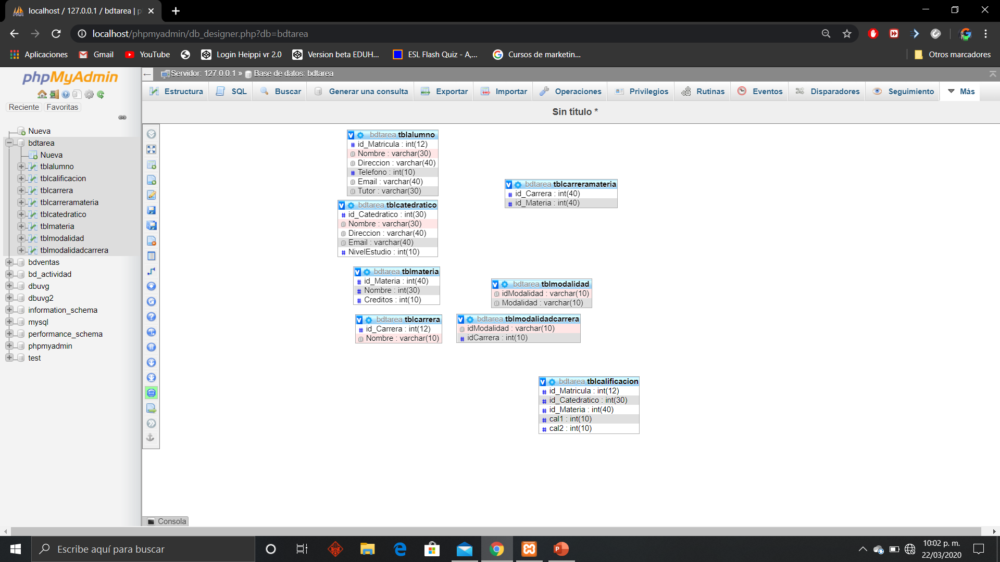 localhost / 127.0.0.1 / bdtarea | p
localhost/phpmyadmin/db_designer.php?db=bdtarea
Aplicaciones
Gmail
YouTube
Login Heippi vr 2.0
Version beta EDUH...
ESL Flash Quiz - A,...
Cursos de marketin...
Otros marcadores
phpMyAdmin
Reciente
Favoritas
Nueva
bdtarea
Nueva
tblalumno
tblcalificacion
tblcarrera
tblcarreramateria
tblcatedratico
tblmateria
tblmodalidad
tblmodalidadcarrera
bdventas
bd_actividad
dbuvg
dbuvg2
information_schema
mysql
performance_schema
phpmyadmin
test
Servidor: 127.0.0.1 » Base de datos: bdtarea
Estructura
SQL
Buscar
Generar una consulta
Exportar
Importar
Operaciones
Privilegios
Rutinas
Eventos
Disparadores
Seguimiento
Más
Sin título *
bdtarea tblalumno
id_Matricula : int(12)
Nombre : varchar(30)
Direccion : varchar(40)
Telefono : int(10)
Email : varchar(40)
Tutor : varchar(30)
bdtarea tblcarreramateria
id_Carrera : int(40)
id_Materia : int(40)
bdtarea tblcatedratico
id_Catedratico : int(30)
Nombre : varchar(30)
Direccion : varchar(40)
Email : varchar(40)
NivelEstudio : int(10)
bdtarea tblmateria
id_Materia : int(40)
Nombre : int(30)
Creditos : int(10)
bdtarea tblmodalidad
idModalidad : varchar(10)
Modalidad : varchar(10)
bdtarea tblcarrera
id_Carrera : int(12)
Nombre : varchar(10)
bdtarea tblmodalidadcarrera
idModalidad : varchar(10)
idCarrera : int(10)
bdtarea tblcalificacion
id_Matricula : int(12)
id_Catedratico : int(30)
id_Materia : int(40)
cal1 : int(10)
cal2 : int(10)
Consola
Escribe aquí para buscar
10:02 p. m.
22/03/2020